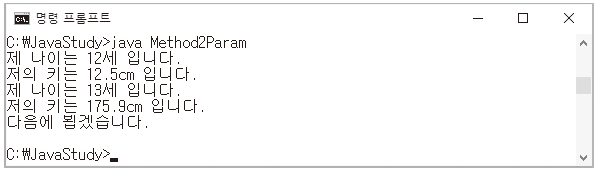 명령 프롬프트
C:\JavaStudy>java Method2Param
제 나이는 12세 입니다.
저의 키는 12.5cm 입니다.
제 나이는 13세 입니다.
저의 키는 175.9cm 입니다.
다음에 뵙겠습니다.
C:\JavaStudy>